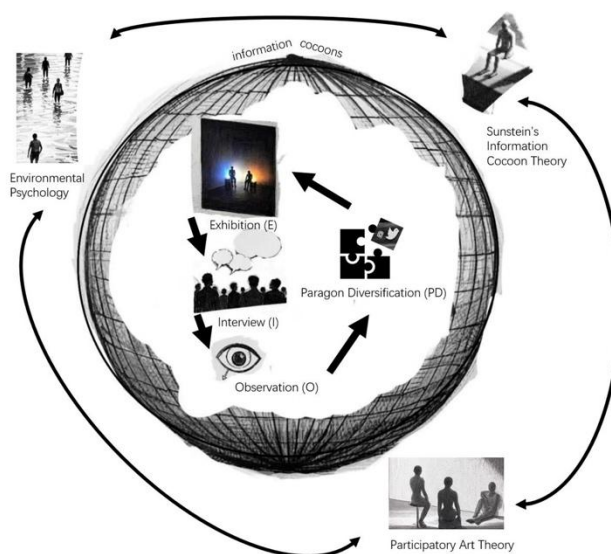 information cocoons
Environmental
Psychology
Sunstein's
Information
Cocoon Theory
Exhibition (E)
Interview (I)
Observation (O)
Paragon Diversification (PD)
Participatory Art Theory